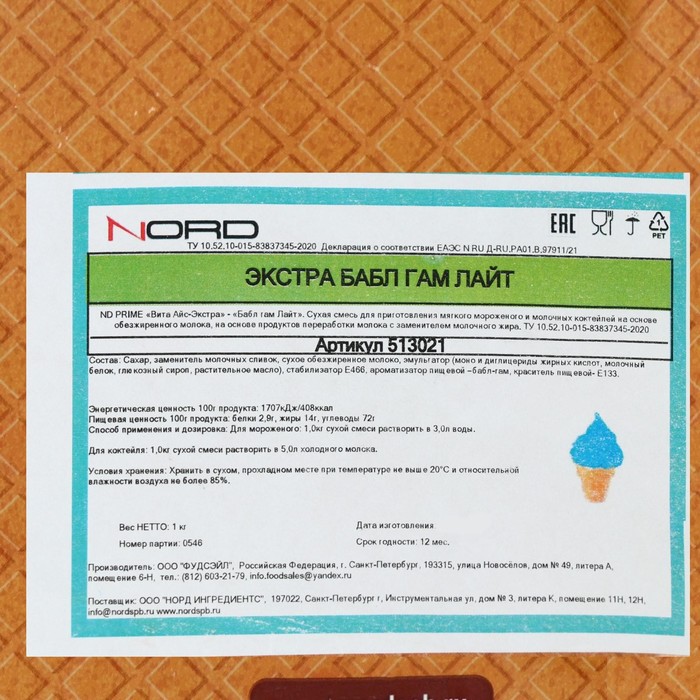 NORD
EAC
1
PET
ТУ 10.52.10-015-83837345-2020 Декларация о соответствии ЕАЭС N RU Д-RU.РА01.В.97911/21
ЭКСТРА БАБЛ ГАМ ЛАЙТ
ND PRIME «Вита Айс-Экстра» - «Бабл гам Лайт». Сухая смесь для приготовления мягкого мороженого и молочных коктейлей на основе
обезжиренного молока, на основе продуктов переработки молока с заменителем молочного жира. ТУ 10.52.10-015-83837345-2020
Артикул 513021
Состав: Сахар, заменитель молочных сливок, сухое обезжиренное молоко, эмульгатор (моно и диглицериды жирных кислот, молочный
белок, глюкозный сироп, растительное масло), стабилизатор Е466, ароматизатор пищевой –бабл-гам, краситель пищевой- Е133.
Энергетическая ценность 100г продукта: 1707кДж/408ккал
Пищевая ценность 100г продукта: белки 2,9г, жиры 14г, углеводы 72г
Способ применения и дозировка: Для мороженого: 1,0кг сухой смеси растворить в 3,0л воды.
Для коктейля: 1,0кг сухой смеси растворить в 5,0л холодного молока.
Условия хранения: Хранить в сухом, прохладном месте при температуре не выше 20°С и относительной
влажности воздуха не более 85%.
Вес НЕТТО: 1 кг
Дата изготовления
Номер партии: 0546
Срок годности: 12 мес.
Производитель: ООО "ФУДСЭЙЛ", Российская Федерация, г. Санкт-Петербург, 193315, улица Новосёлов, дом № 49, литера А,
помещение 6-Н, тел.: (812) 603-21-79, info.foodsales@yandex.ru
Поставщик: ООО "НОРД ИНГРЕДИЕНТС", 197022, Санкт-Петербург г, Инструментальная ул, дом № 3, литера К, помещение 11Н, 12Н,
info@nordspb.ru www.nordspb.ru